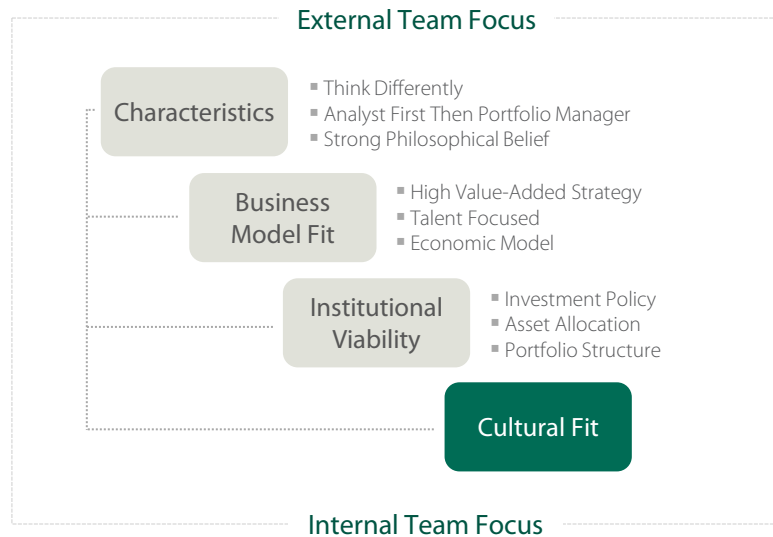 External Team Focus
Characteristics
▪ Think Differently
▪ Analyst First Then Portfolio Manager
▪ Strong Philosophical Belief
Business
Model Fit
▪ High Value-Added Strategy
▪ Talent Focused
▪ Economic Model
Institutional
Viability
▪ Investment Policy
▪ Asset Allocation
▪ Portfolio Structure
Cultural Fit
Internal Team Focus